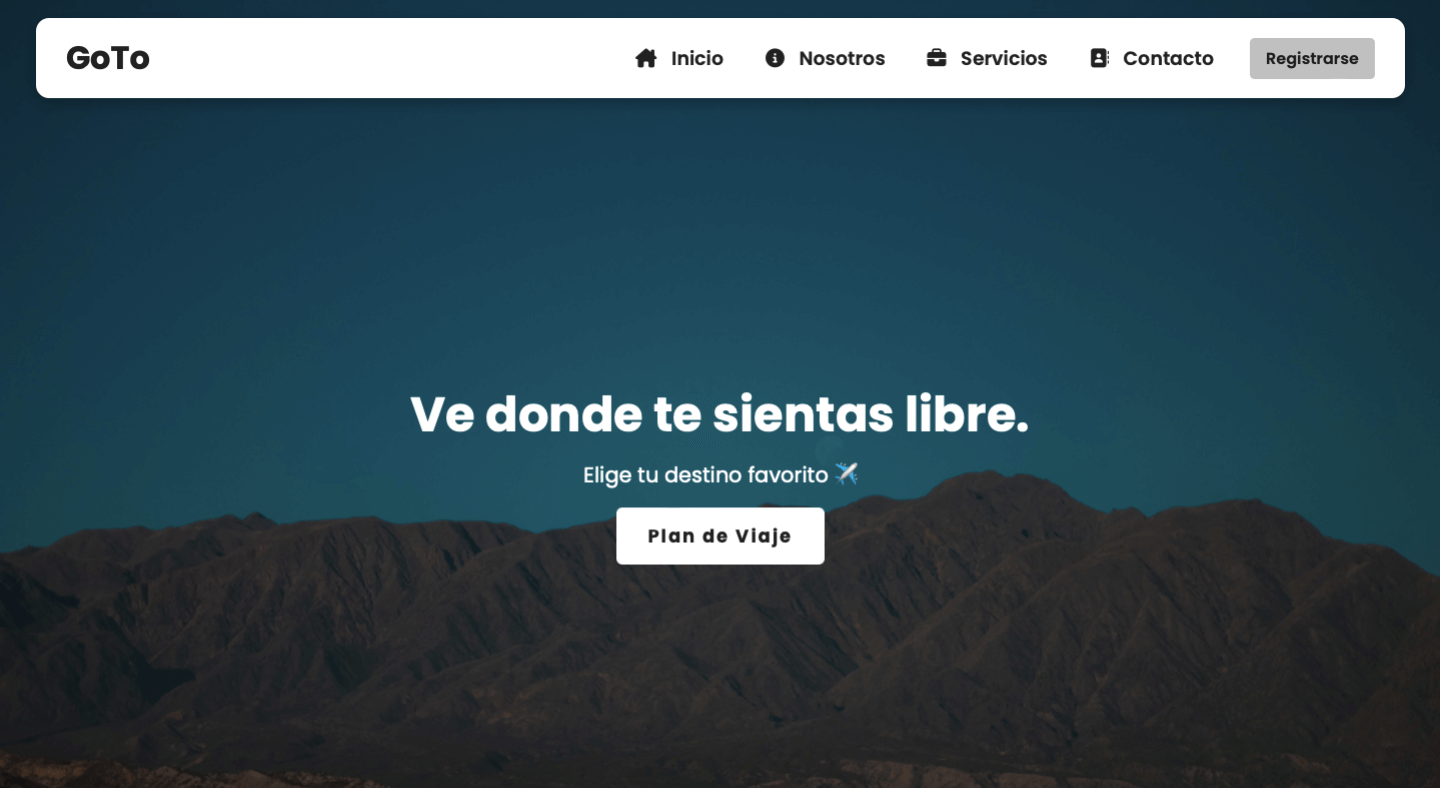 GoTo
Inicio
Nosotros
Servicios
Contacto
Registrarse
Ve donde te sientas libre.
Elige tu destino favorito ✈️
Plan de Viaje